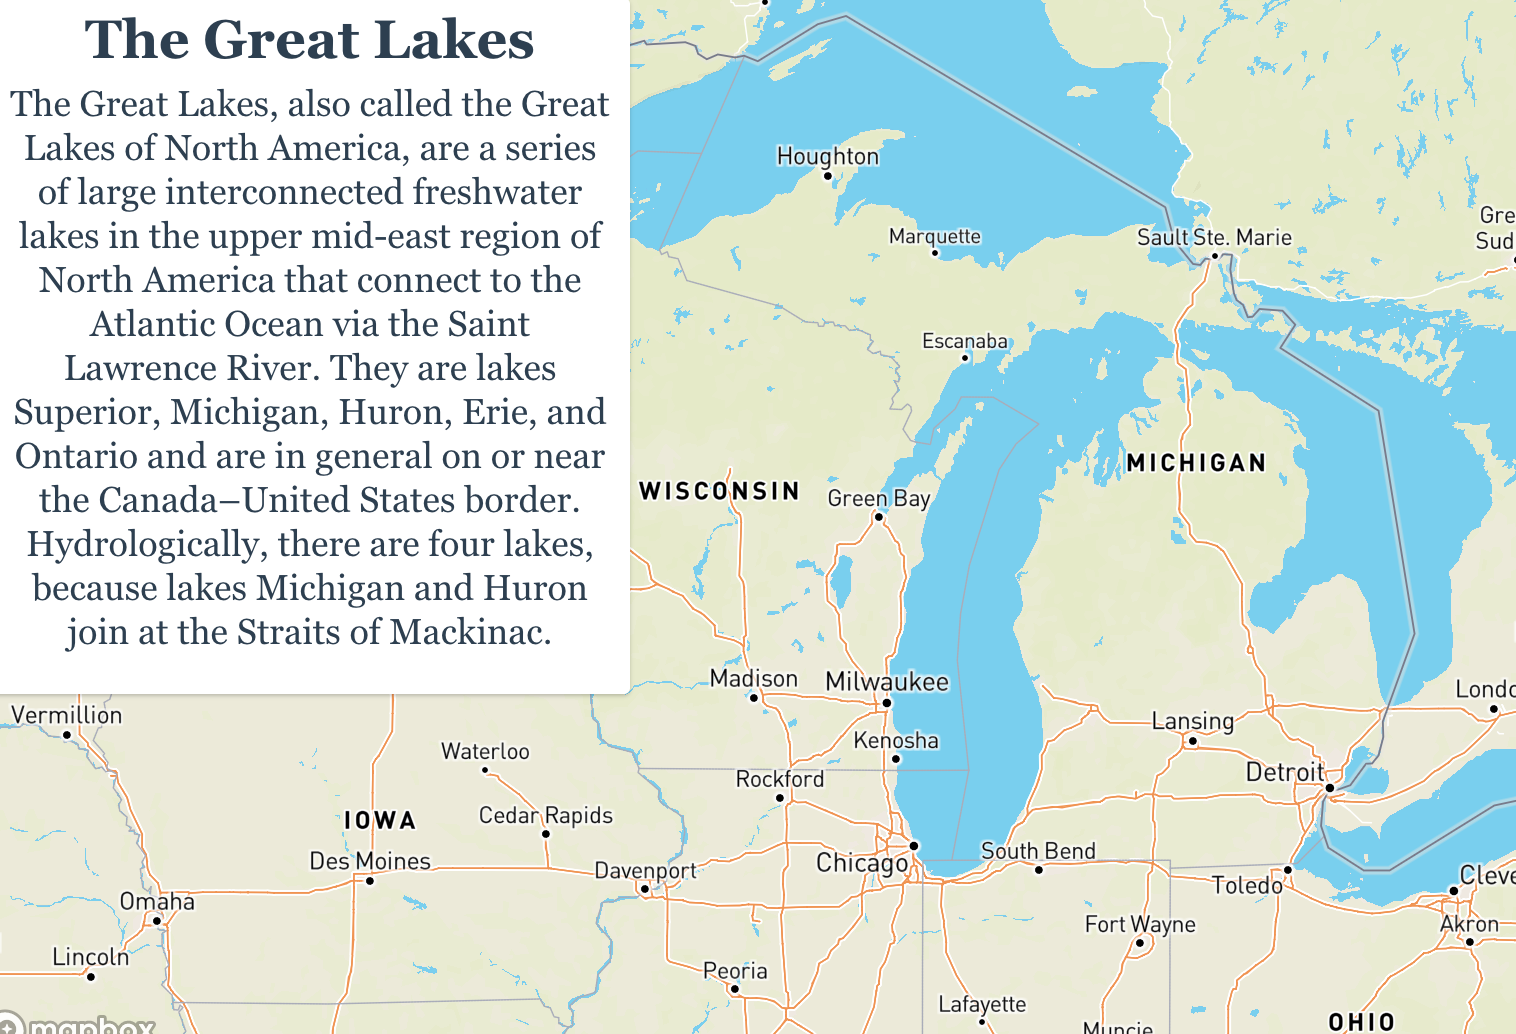 The Great Lakes
The Great Lakes, also called the Great
Lakes of North America, are a series
of large interconnected freshwater
lakes in the upper mid-east region of
North America that connect to the
Atlantic Ocean via the Saint
Lawrence River. They are lakes
Superior, Michigan, Huron, Erie, and
Ontario and are in general on or near
the Canada–United States border.
Hydrologically, there are four lakes,
because lakes Michigan and Huron
join at the Straits of Mackinac.
Houghton
Marquette
Sault Ste. Marie
Gre
Sud
Escanaba
MICHIGAN
WISCONSIN
Green Bay
Madison
Milwaukee
Londo
Vermillion
Lansing
Kenosha
Waterloo
Detroit
Rockford
Cedar Rapids
IOWA
Des Moines
Chicago
South Bend
Davenport
Toledo
Cleve
Omaha
Fort Wayne
Akron
Lincoln
Peoria
Lafayette
OHIO
Muncie
mapbox